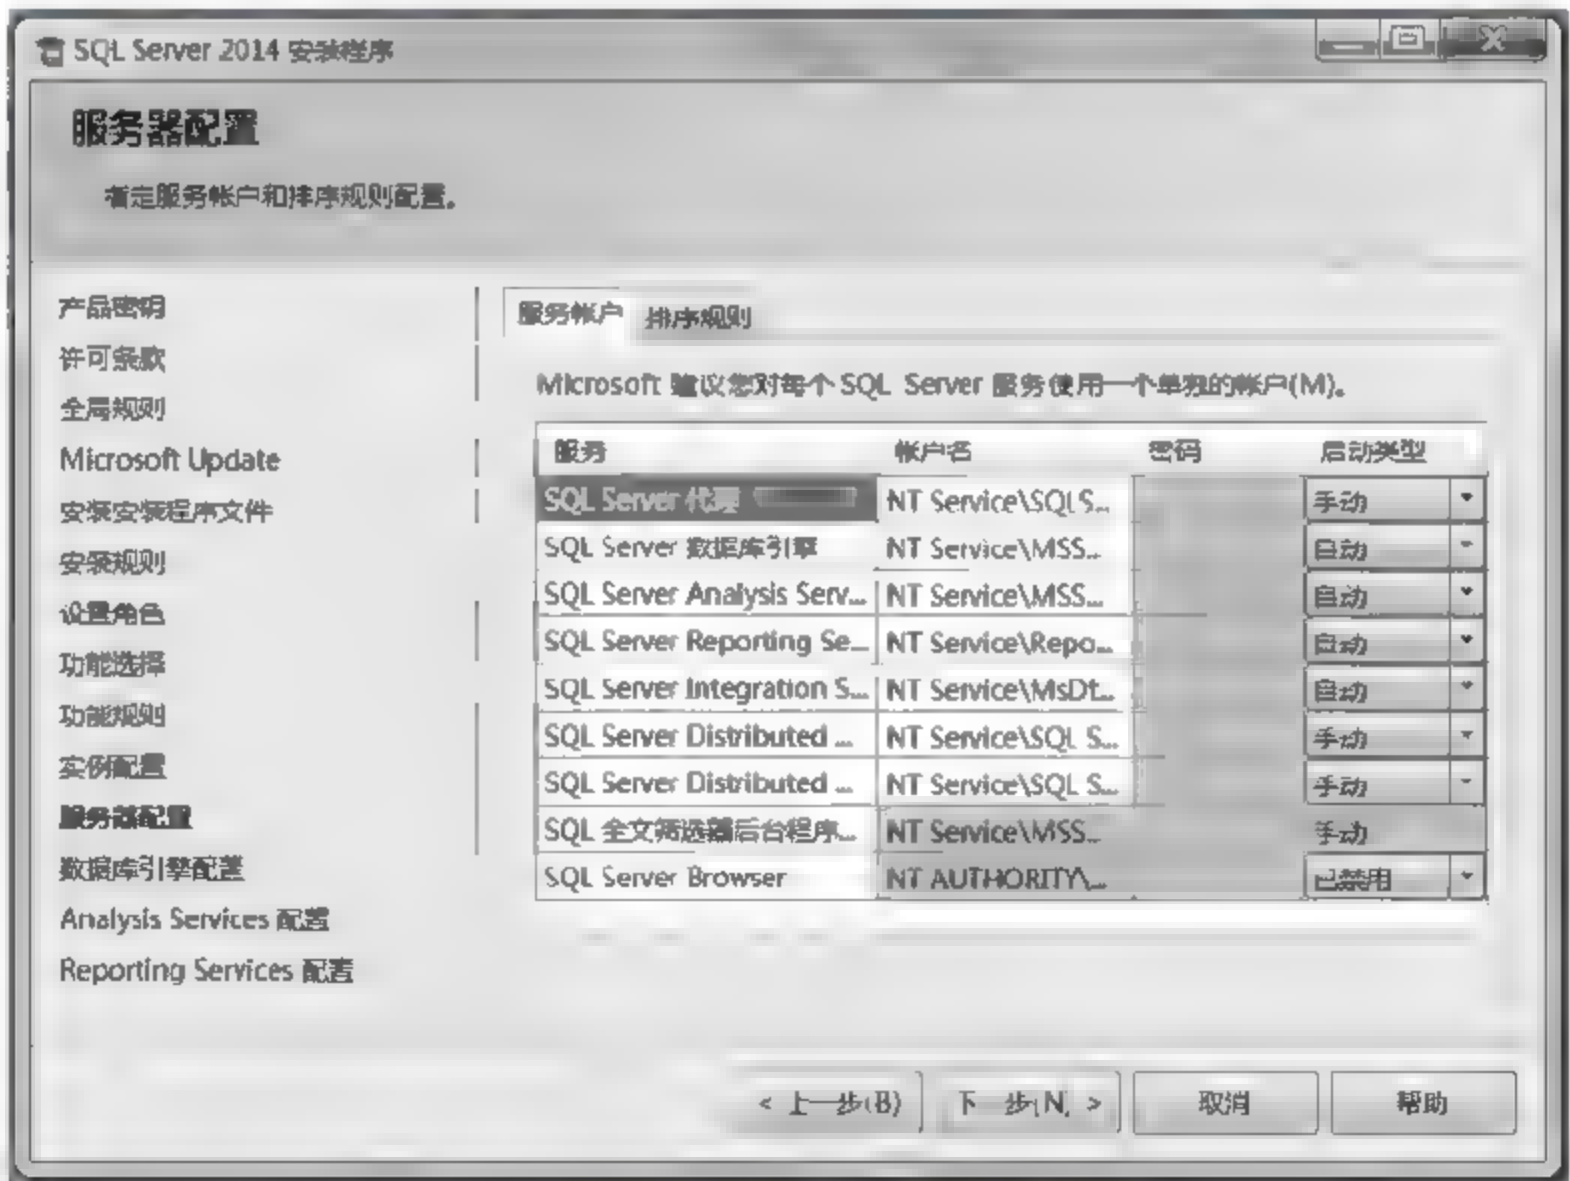 SQL Server 2014 安装程序
服务器配置
指定服务帐户和排序规则配置。
产品密钥
许可条款
全局规则
Microsoft Update
安装安装程序文件
安装规则
设置角色
功能选择
功能规则
实例配置
服务器配置
数据库引擎配置
Analysis Services 配置
Reporting Services 配置
服务帐户 排序规则
Microsoft 建议您对每个 SQL Server 服务使用一个单独的帐户(M)。
服务 帐户名 密码 启动类型
SQL Server 代理 NT Service\SQLS... 手动
SQL Server 数据库引擎 NT Service\MSS... 自动
SQL Server Analysis Serv... NT Service\MSS... 自动
SQL Server Reporting Se... NT Service\Repo... 自动
SQL Server Integration S... NT Service\MsDt... 自动
SQL Server Distributed ... NT Service\SQL S... 手动
SQL Server Distributed ... NT Service\SQL S... 手动
SQL 全文筛选器后台程序... NT Service\MSS... 手动
SQL Server Browser NT AUTHORITY\... 已禁用
< 上一步(B) 下一步(N) > 取消 帮助